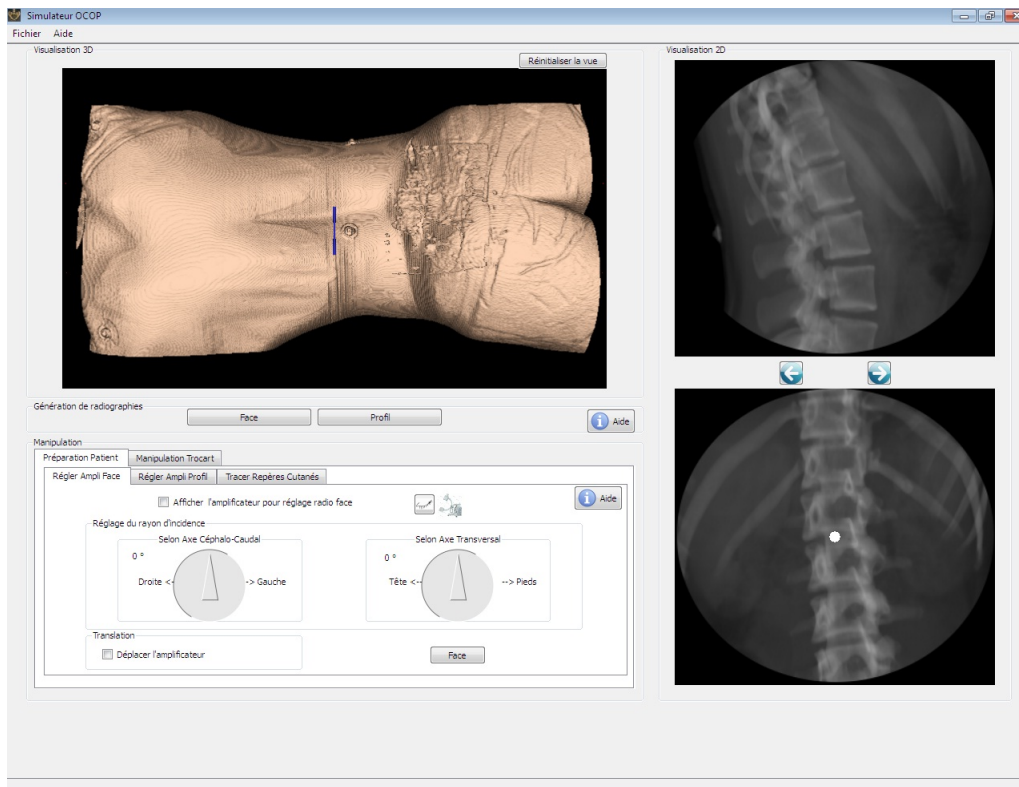 Simulateur OCOP
Fichier Aide
Visualisation 3D
Réinitialiser la vue
Visualisation 2D
Génération de radiographies
Face
Profil
Aide
Manipulation
Préparation Patient
Manipulation Trocart
Régler Ampli Face
Régler Ampli Profil
Tracer Repères Cutanés
Afficher l'amplificateur pour réglage radio face
Aide
Réglage du rayon d'incidence
Selon Axe Céphalo-Caudal
0 °
Droite <-
-> Gauche
Selon Axe Transversal
0 °
Tête <--
--> Pieds
Translation
Déplacer l'amplificateur
Face